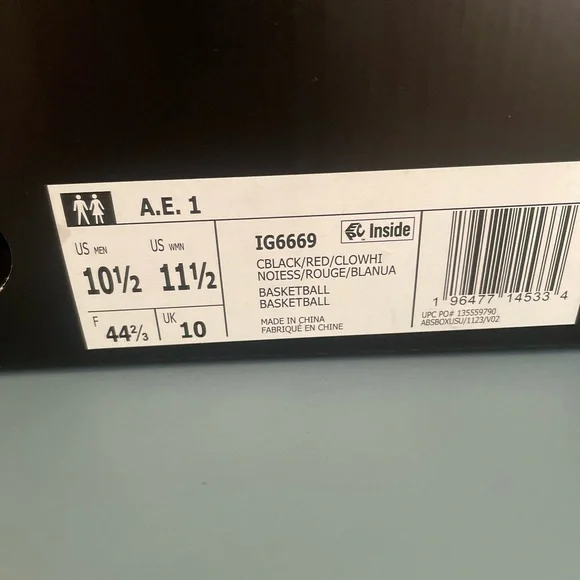 A.E. 1
US MEN
10½
US WMN
11½
F
44⅔
UK
10
IG6669
Inside
CBLACK/RED/CLOWHI
NOIESS/ROUGE/BLANUA
BASKETBALL
BASKETBALL
MADE IN CHINA
FABRIQUÉ EN CHINE
1 96477 14533 4
UPC PO# 135559790
ABSBOXUSU/1123/V02